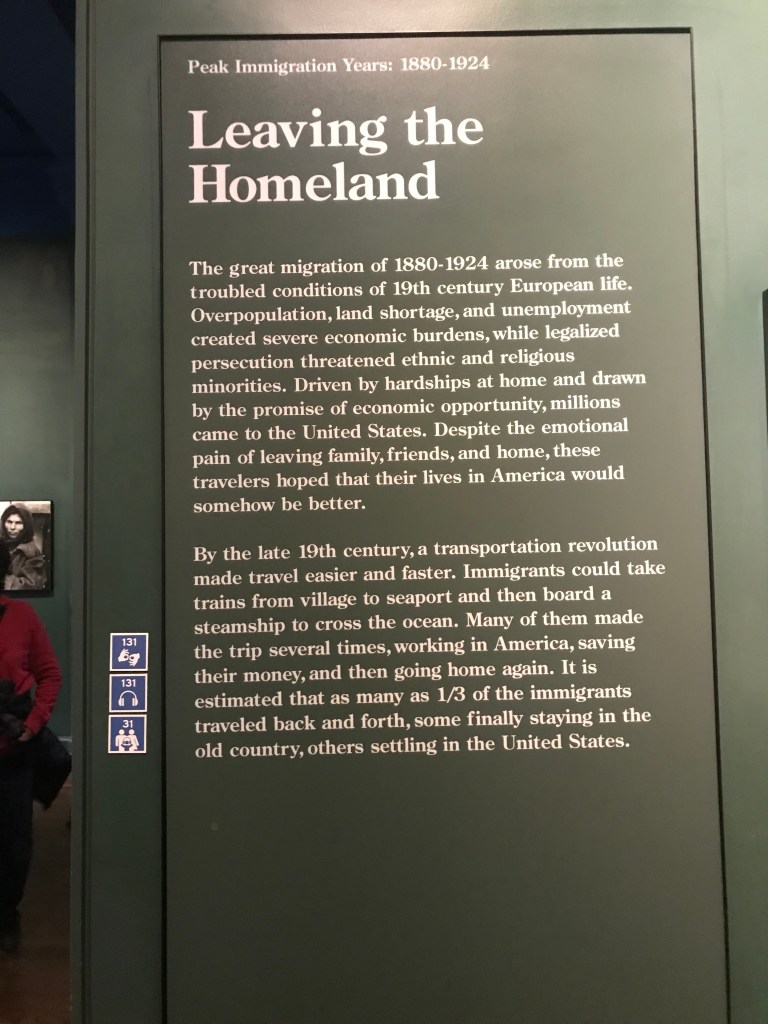 Peak Immigration Years: 1880-1924
Leaving the
Homeland
The great migration of 1880-1924 arose from the
troubled conditions of 19th century European life.
Overpopulation, land shortage, and unemployment
created severe economic burdens, while legalized
persecution threatened ethnic and religious
minorities. Driven by hardships at home and drawn
by the promise of economic opportunity, millions
came to the United States. Despite the emotional
pain of leaving family, friends, and home, these
travelers hoped that their lives in America would
somehow be better.
By the late 19th century, a transportation revolution
made travel easier and faster. Immigrants could take
trains from village to seaport and then board a
steamship to cross the ocean. Many of them made
the trip several times, working in America, saving
their money, and then going home again. It is
estimated that as many as 1/3 of the immigrants
traveled back and forth, some finally staying in the
old country, others settling in the United States.
131
131
31